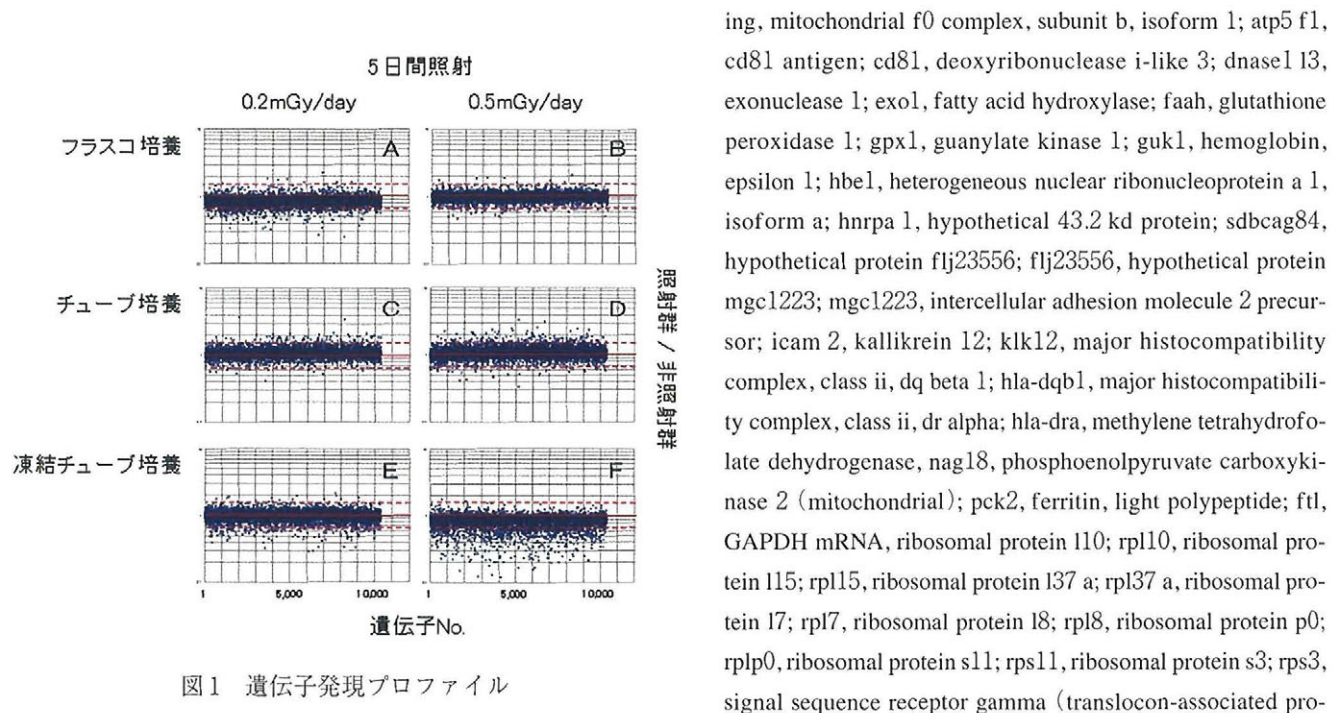 5日間照射
0.2mGy/day 0.5mGy/day
フラスコ培養
A B
チューブ培養
C D
凍結チューブ培養
E F
照射群 / 非照射群
1 5,000 10,000 1 5,000 10,000
遺伝子No.
図1 遺伝子発現プロファイル
ing, mitochondrial f0 complex, subunit b, isoform 1; atp5 f1,
cd81 antigen; cd81, deoxyribonuclease i-like 3; dnase1 l3,
exonuclease 1; exo1, fatty acid hydroxylase; faah, glutathione
peroxidase 1; gpx1, guanylate kinase 1; guk1, hemoglobin,
epsilon 1; hbe1, heterogeneous nuclear ribonucleoprotein a 1,
isoform a; hnrpa 1, hypothetical 43.2 kd protein; sdbcag84,
hypothetical protein flj23556; flj23556, hypothetical protein
mgc1223; mgc1223, intercellular adhesion molecule 2 precur-
sor; icam 2, kallikrein 12; klk12, major histocompatibility
complex, class ii, dq beta 1; hla-dqb1, major histocompatibili-
ty complex, class ii, dr alpha; hla-dra, methylene tetrahydrofo-
late dehydrogenase, nag18, phosphoenolpyruvate carboxyki-
nase 2 (mitochondrial); pck2, ferritin, light polypeptide; ftl,
GAPDH mRNA, ribosomal protein l10; rpl10, ribosomal pro-
tein l15; rpl15, ribosomal protein l37 a; rpl37 a, ribosomal pro-
tein l7; rpl7, ribosomal protein l8; rpl8, ribosomal protein p0;
rplp0, ribosomal protein s11; rps11, ribosomal protein s3; rps3,
signal sequence receptor gamma (translocon-associated pro-